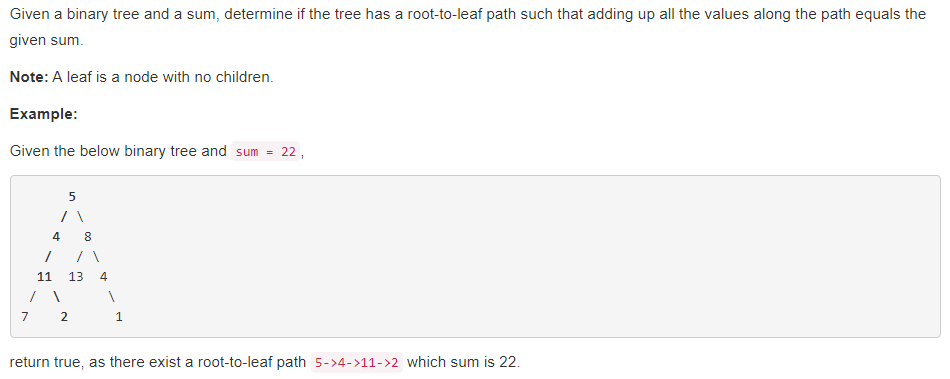 Given a binary tree and a sum, determine if the tree has a root-to-leaf path such that adding up all the values along the path equals the
given sum.
Note: A leaf is a node with no children.
Example:
Given the below binary tree and sum = 22,
      5
     / \
    4   8
   /   / \
  11  13  4
 /  \      \
7    2      1
return true, as there exist a root-to-leaf path 5->4->11->2 which sum is 22.